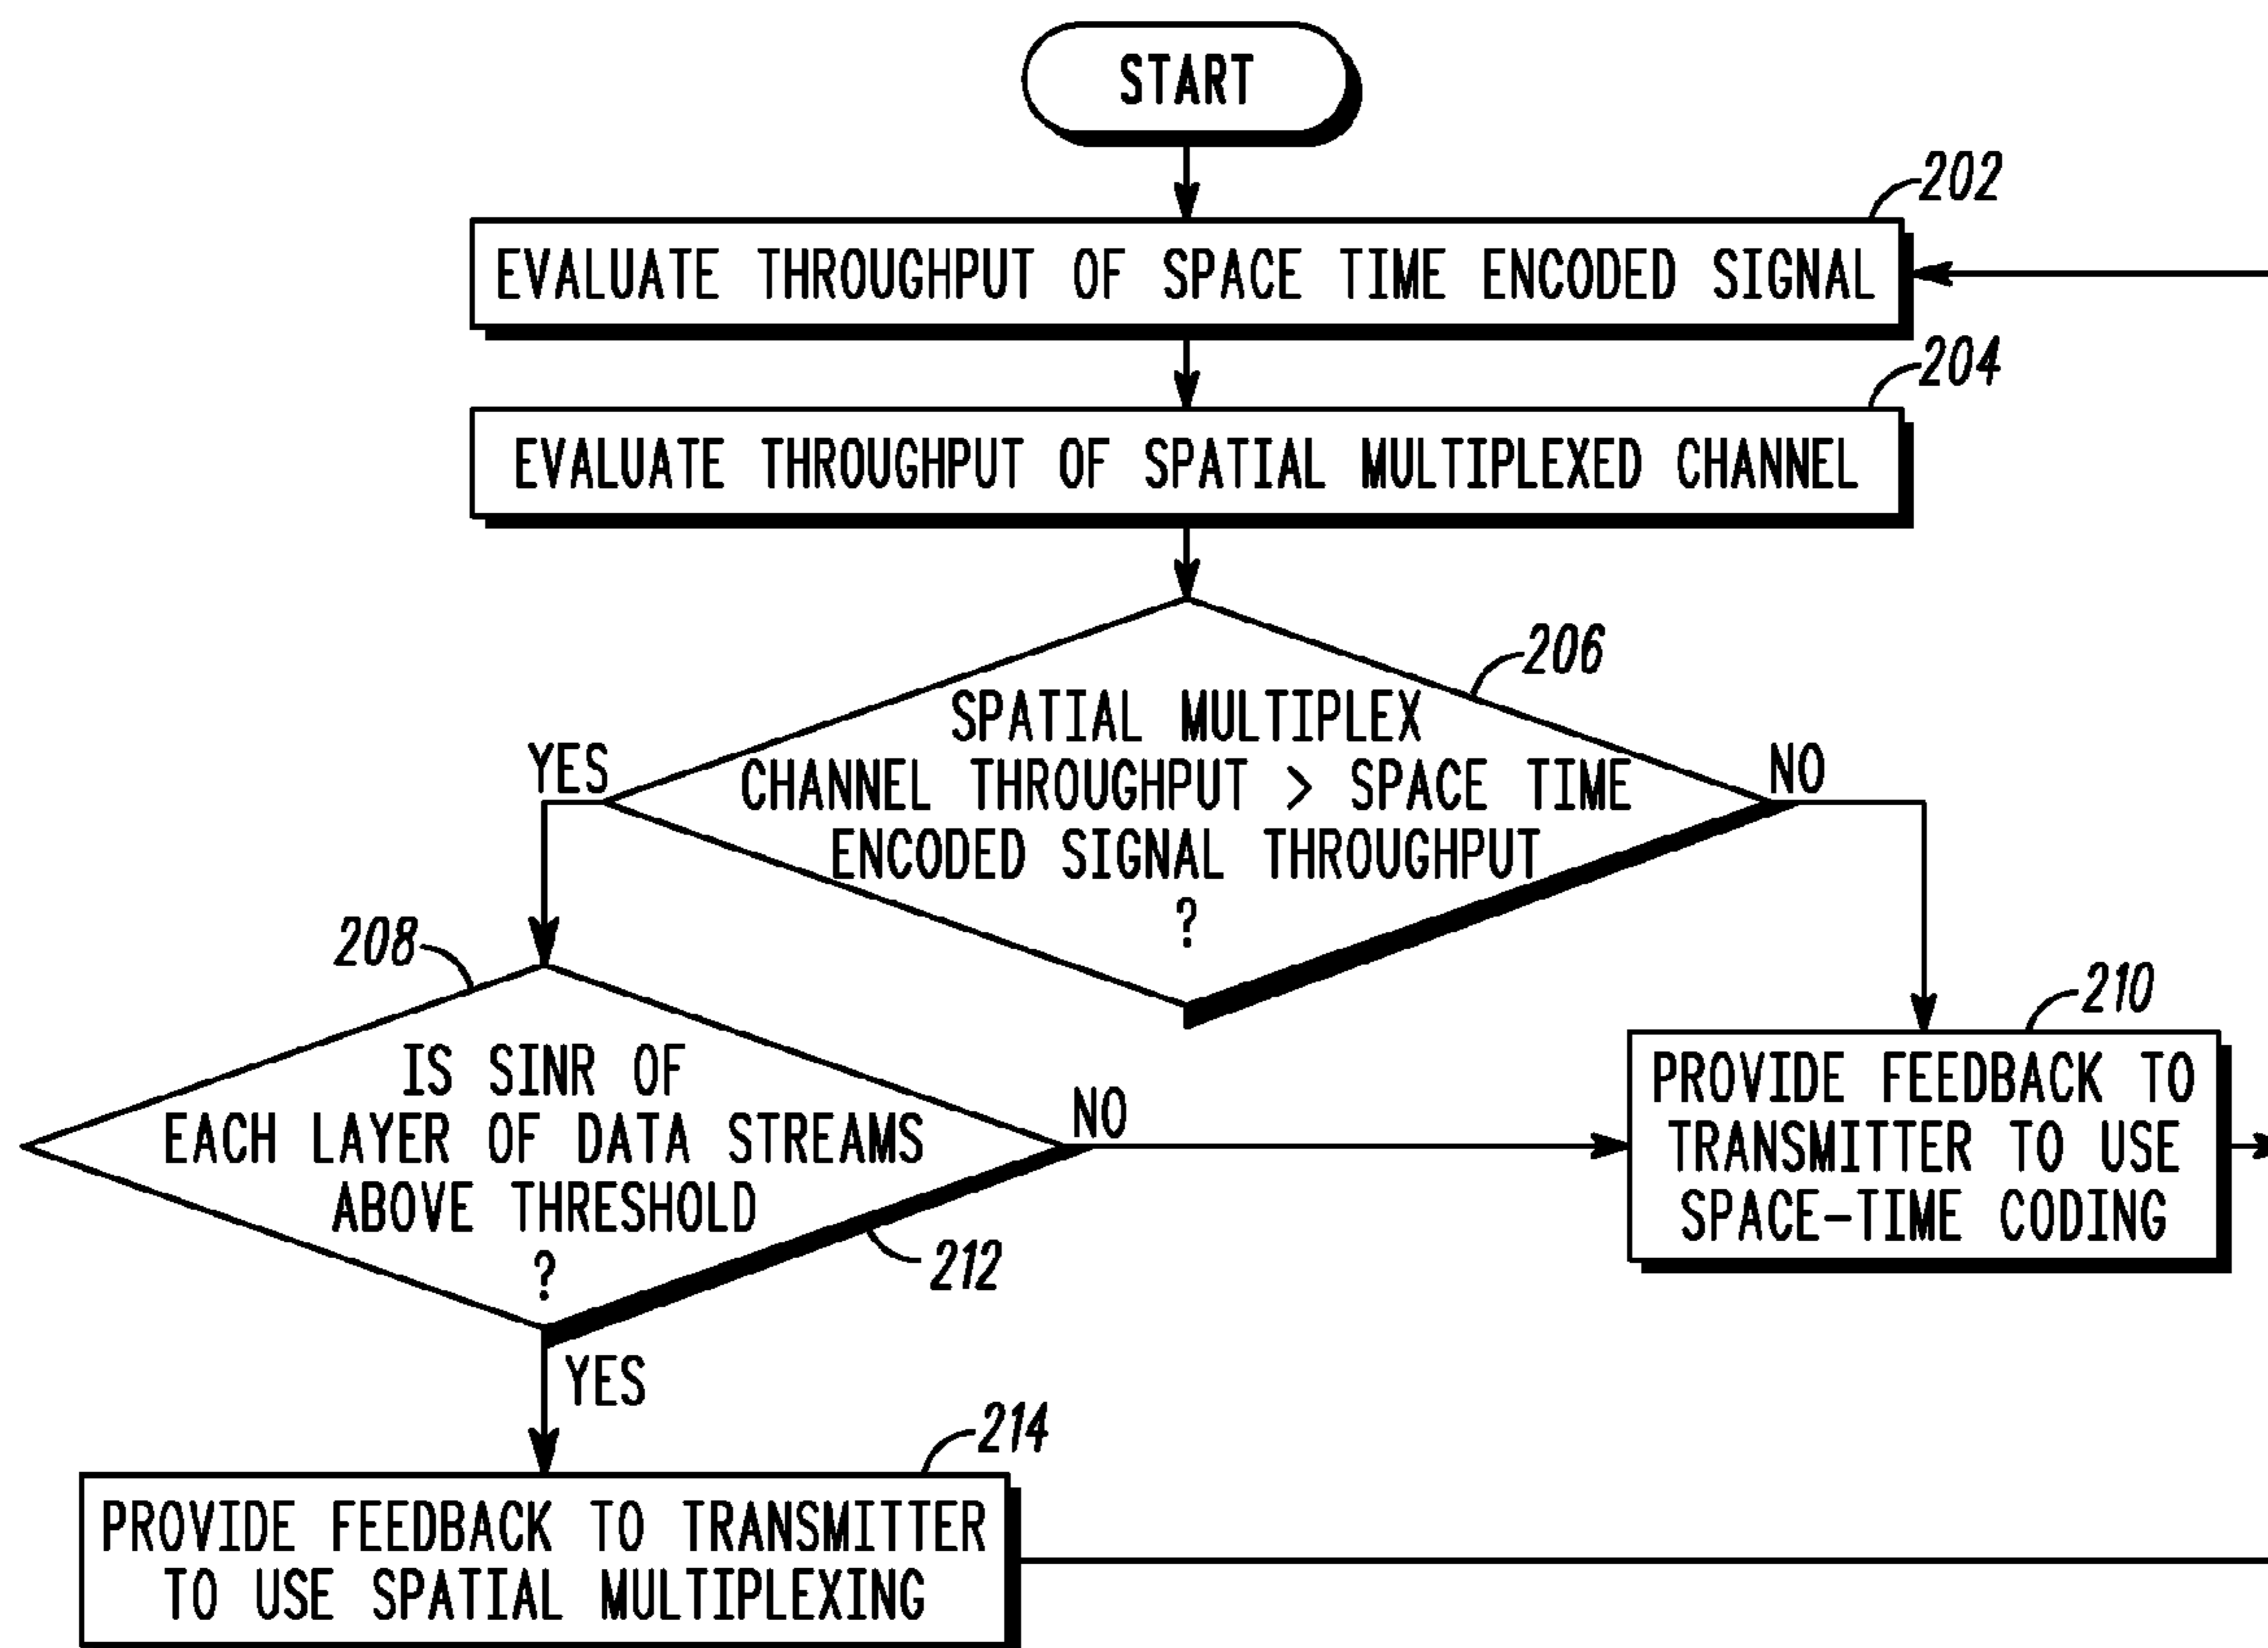 START
202
EVALUATE THROUGHPUT OF SPACE TIME ENCODED SIGNAL
204
EVALUATE THROUGHPUT OF SPATIAL MULTIPLEXED CHANNEL
206
SPATIAL MULTIPLEX
CHANNEL THROUGHPUT > SPACE TIME
ENCODED SIGNAL THROUGHPUT
?
YES
NO
208
IS SINR OF
EACH LAYER OF DATA STREAMS
ABOVE THRESHOLD
?
NO
212
YES
210
PROVIDE FEEDBACK TO
TRANSMITTER TO USE
SPACE-TIME CODING
214
PROVIDE FEEDBACK TO TRANSMITTER
TO USE SPATIAL MULTIPLEXING